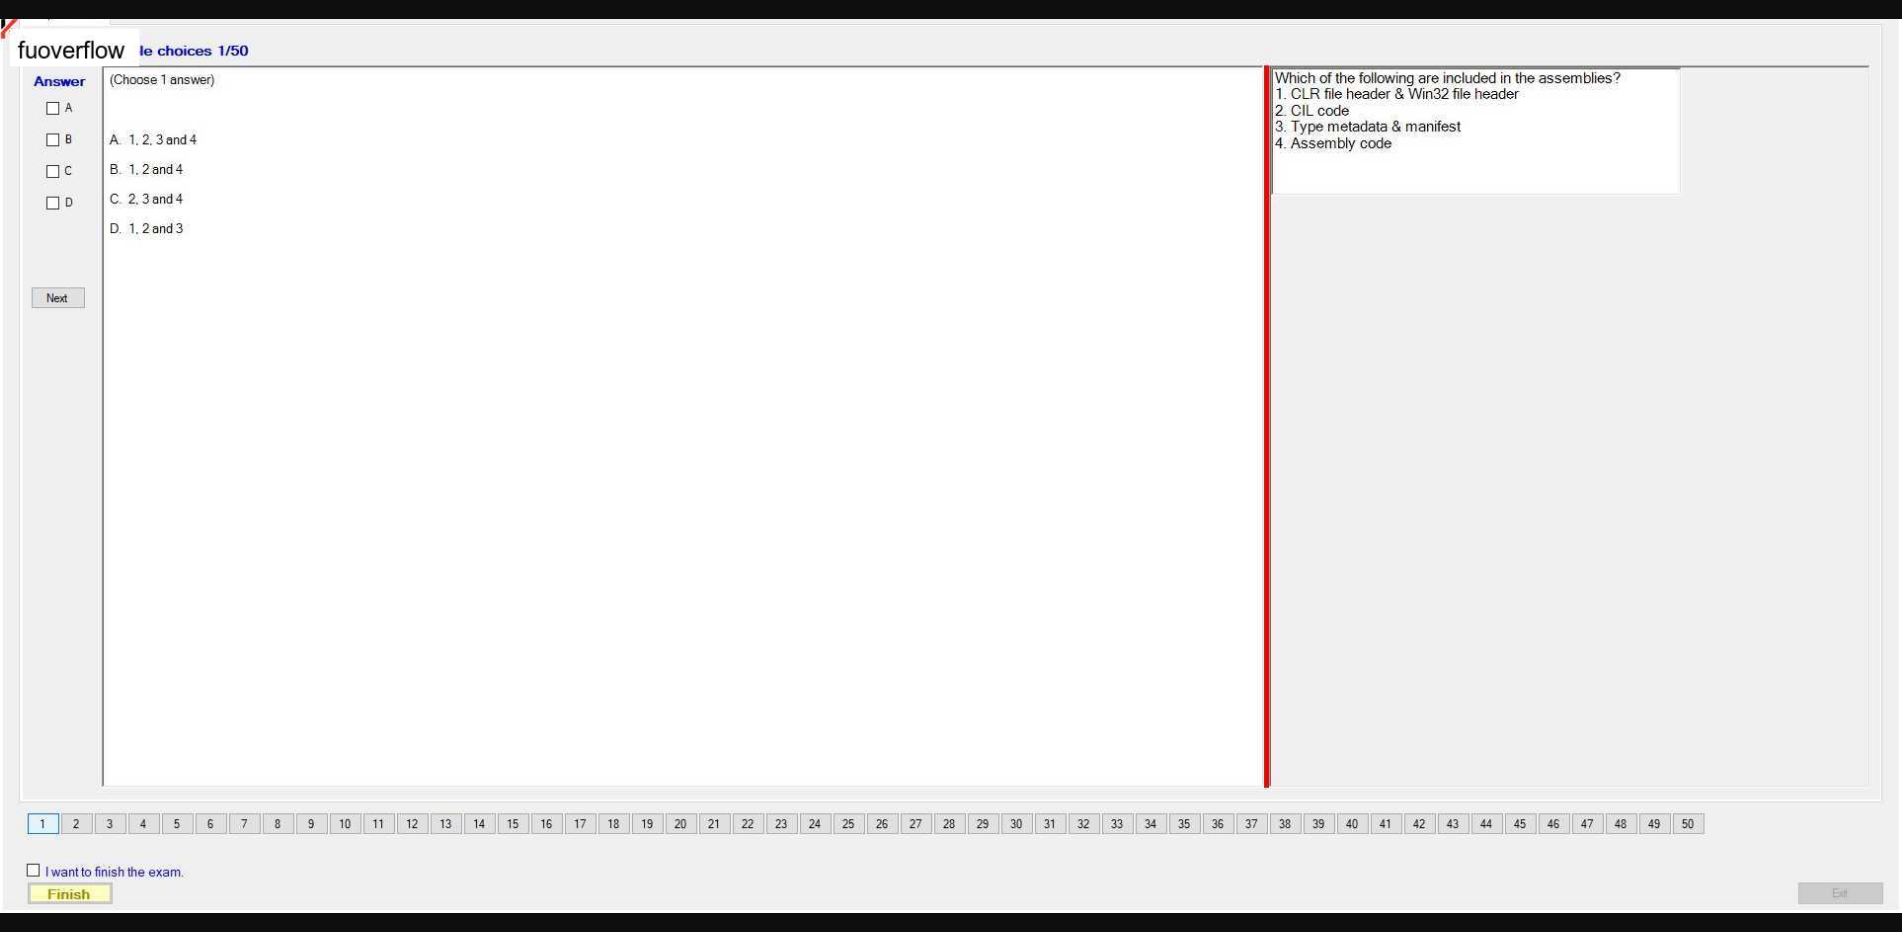 fuoverflow le choices 1/50
Answer
A
B
C
D
Next
(Choose 1 answer)
A. 1, 2, 3 and 4
B. 1, 2 and 4
C. 2, 3 and 4
D. 1, 2 and 3
Which of the following are included in the assemblies?
1. CLR file header & Win32 file header
2. CIL code
3. Type metadata & manifest
4. Assembly code
1 2 3 4 5 6 7 8 9 10 11 12 13 14 15 16 17 18 19 20 21 22 23 24 25 26 27 28 29 30 31 32 33 34 35 36 37 38 39 40 41 42 43 44 45 46 47 48 49 50
I want to finish the exam.
Finish
Exit